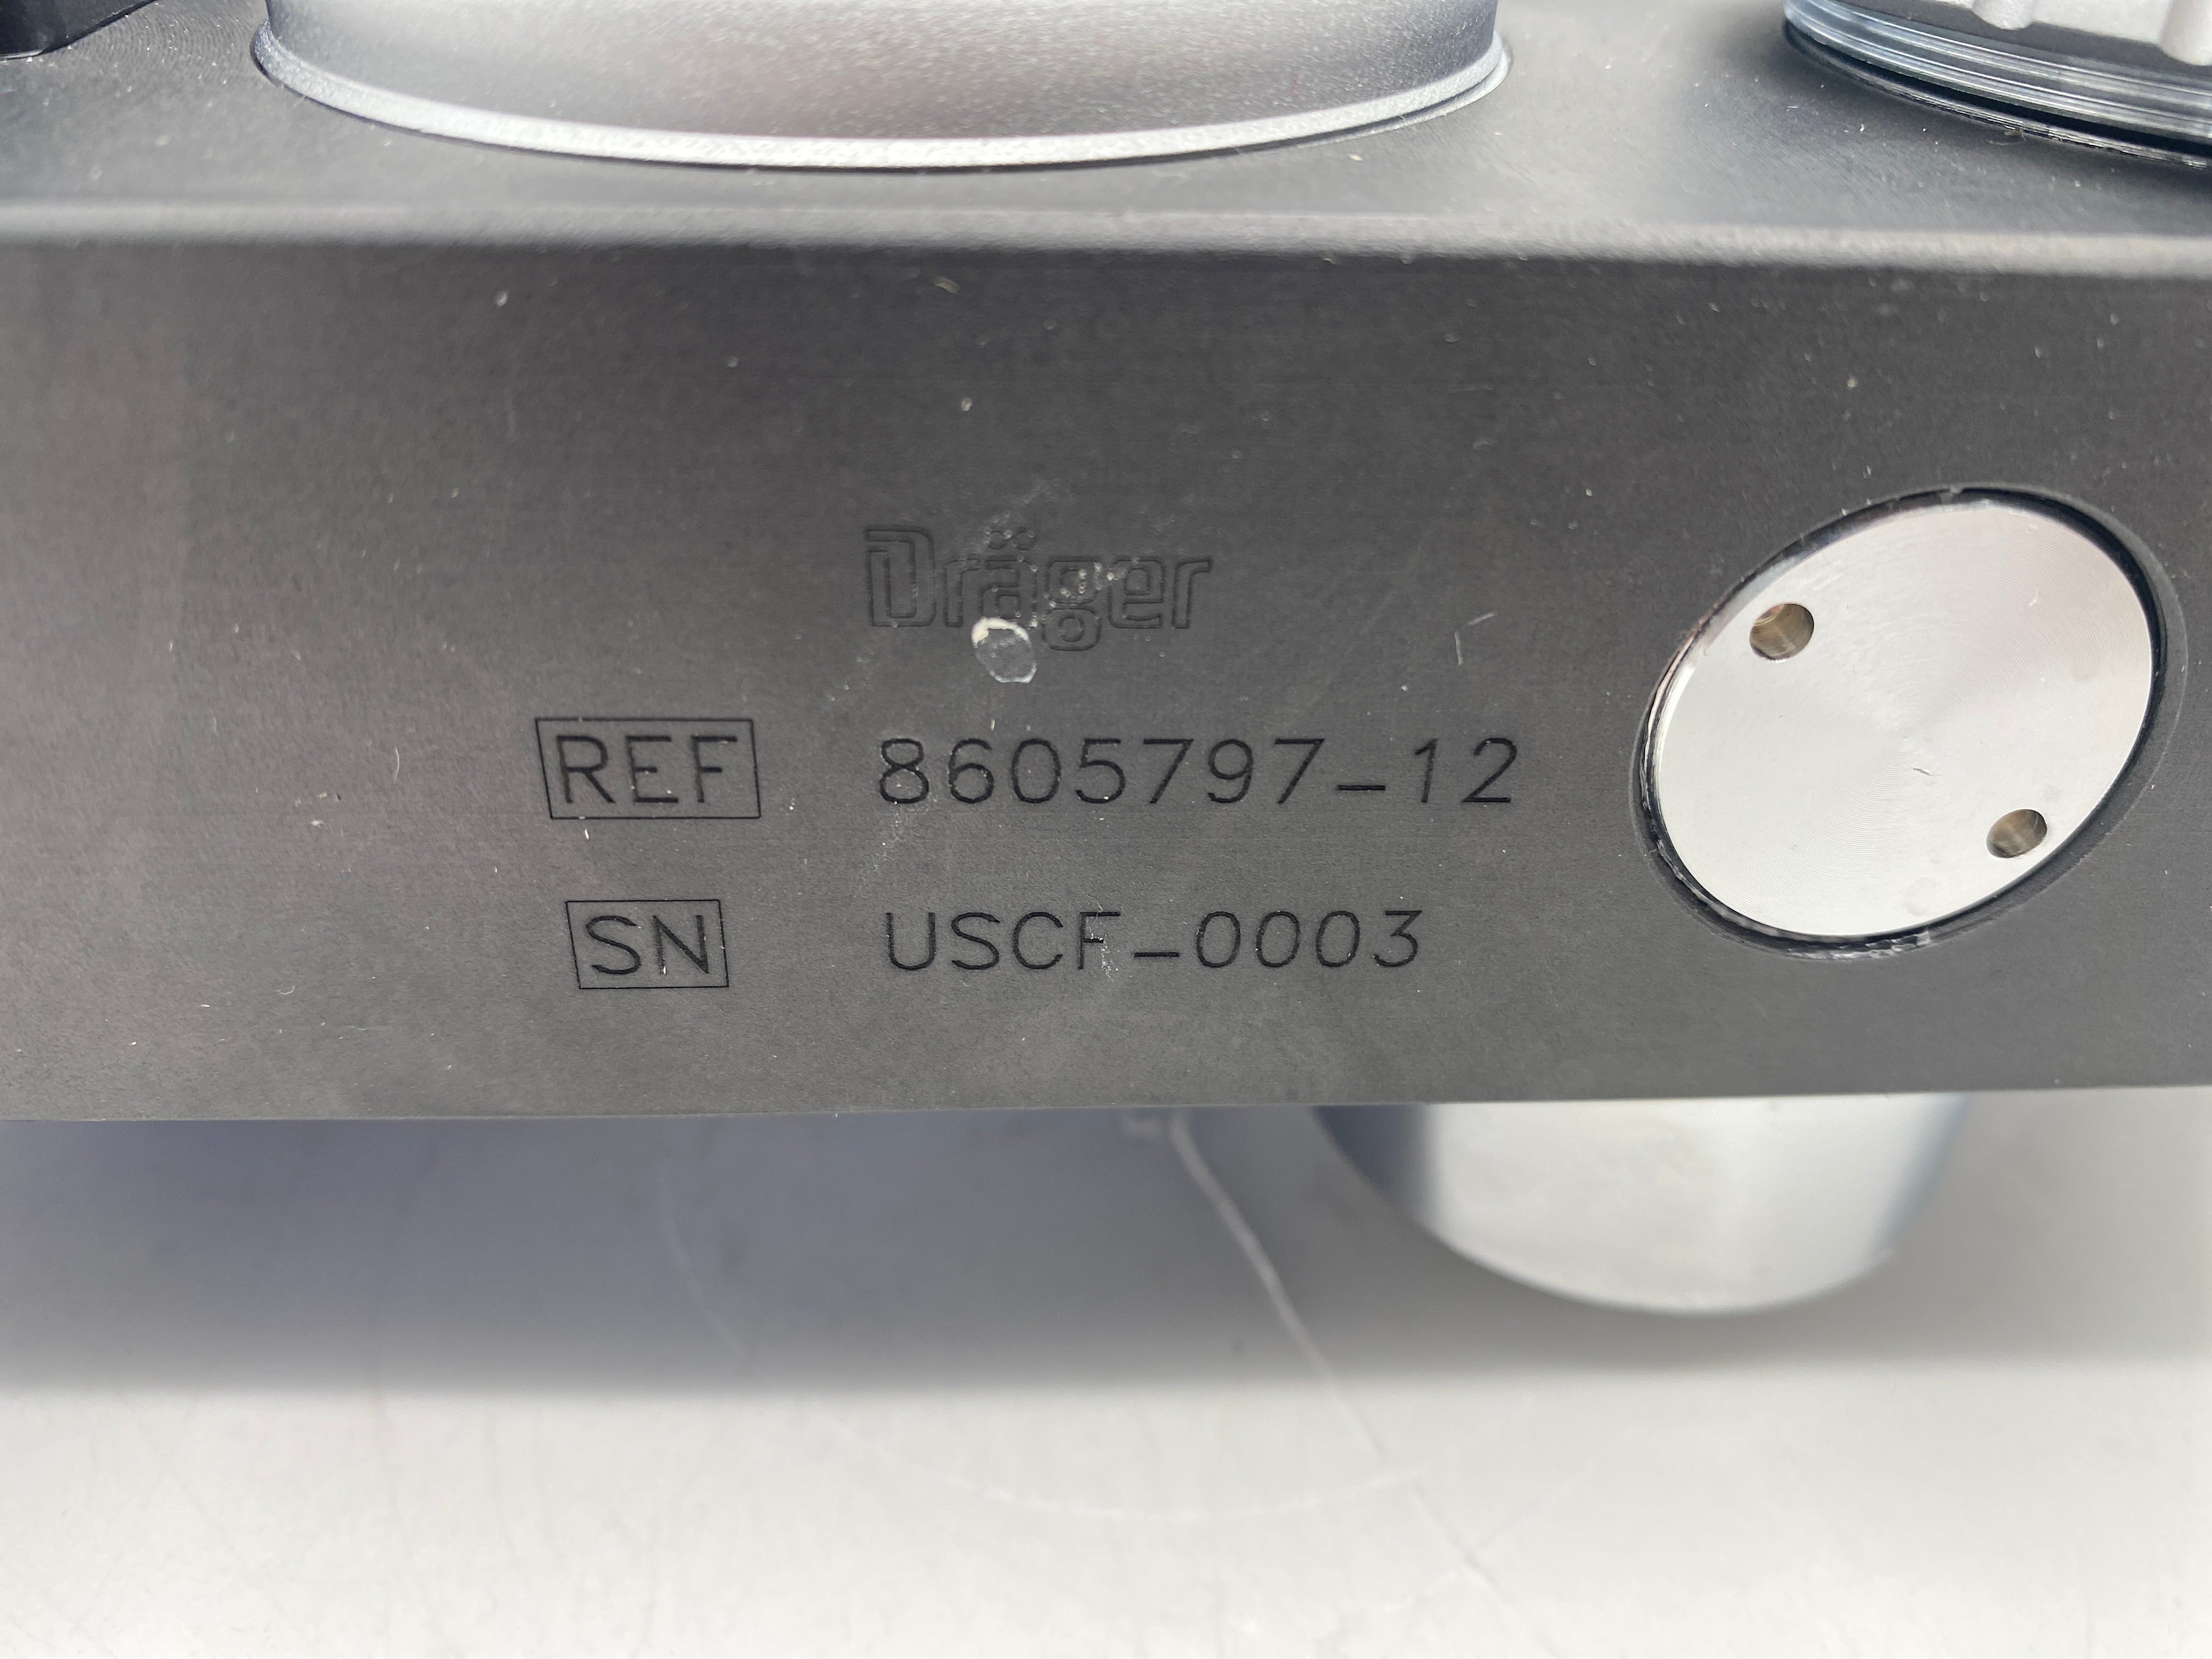 Dräger
REF 8605797-12
SN USCF-0003